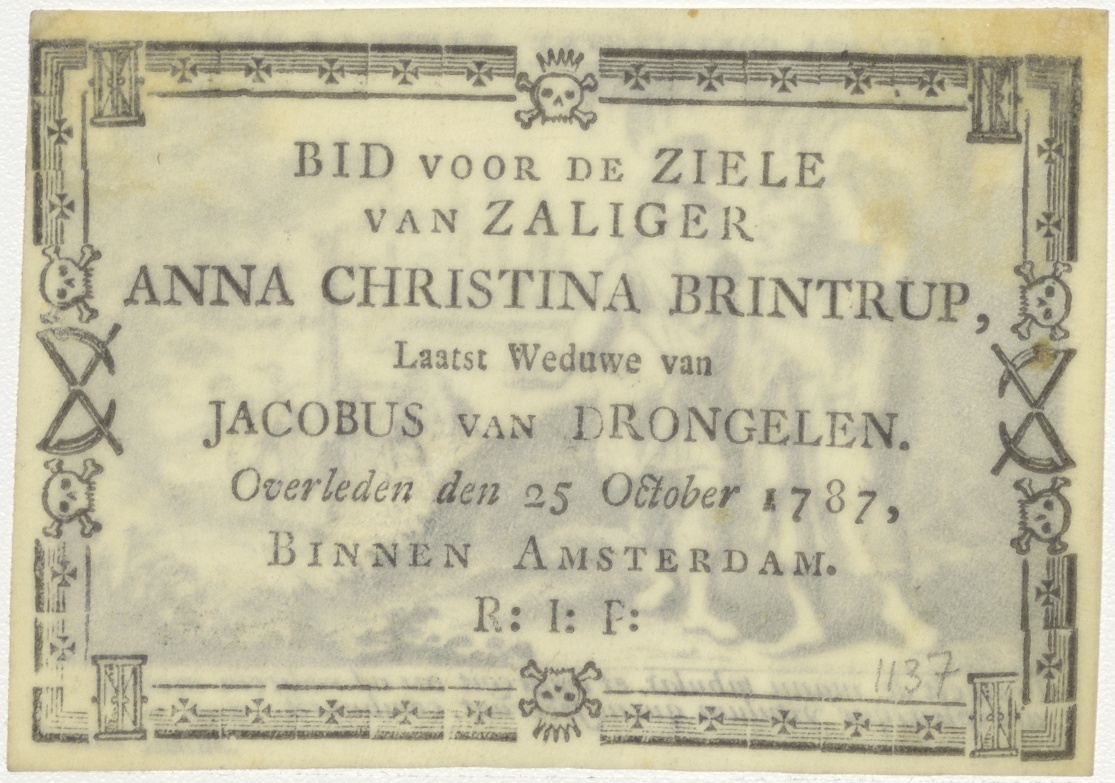 BID VOOR DE ZIELE
VAN ZALIGER
ANNA CHRISTINA BRINTRUP,
Laatst Weduwe van
JACOBUS VAN DRONGELEN.
Overleden den 25 October 1787,
BINNEN AMSTERDAM.
R: I: P:
1137